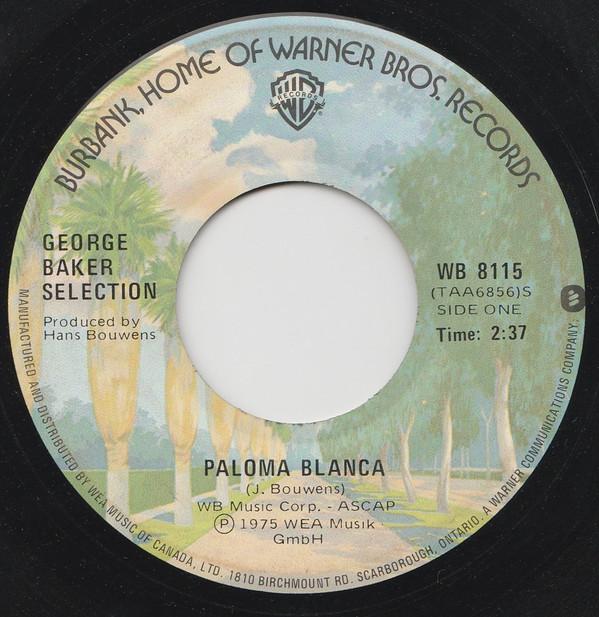 BURBANK, HOME OF WARNER BROS. RECORDS
WB
RECORDS
GEORGE
BAKER
SELECTION
Produced by
Hans Bouwens
WB 8115
(TAA6856)S
SIDE ONE
Time: 2:37
PALOMA BLANCA
(J. Bouwens)
WB Music Corp. - ASCAP
Ⓟ 1975 WEA Musik
GmbH
MANUFACTURED AND DISTRIBUTED BY WEA MUSIC OF CANADA, LTD. 1810 BIRCHMOUNT RD. SCARBOROUGH, ONTARIO. A WARNER COMMUNICATIONS COMPANY.